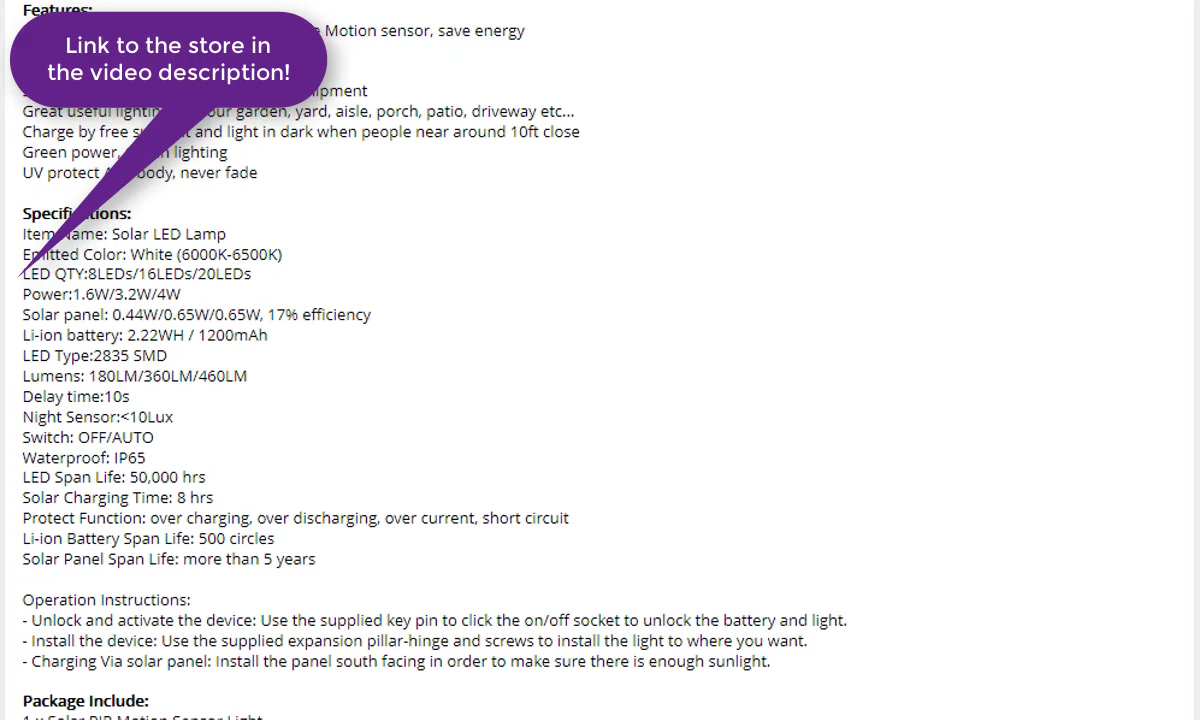 Features:
Link to the store in
the video description!
Motion sensor, save energy
Great useful garden, yard, aisle, porch, patio, driveway etc...
Charge by free and light in dark when people near around 10ft close
Green power, lighting
UV protect body, never fade
Specifications:
Item Name: Solar LED Lamp
Emitted Color: White (6000K-6500K)
LED QTY:8LEDs/16LEDs/20LEDs
Power:1.6W/3.2W/4W
Solar panel: 0.44W/0.65W/0.65W, 17% efficiency
Li-ion battery: 2.22WH / 1200mAh
LED Type:2835 SMD
Lumens: 180LM/360LM/460LM
Delay time:10s
Night Sensor:<10Lux
Switch: OFF/AUTO
Waterproof: IP65
LED Span Life: 50,000 hrs
Solar Charging Time: 8 hrs
Protect Function: over charging, over discharging, over current, short circuit
Li-ion Battery Span Life: 500 circles
Solar Panel Span Life: more than 5 years
Operation Instructions:
- Unlock and activate the device: Use the supplied key pin to click the on/off socket to unlock the battery and light.
- Install the device: Use the supplied expansion pillar-hinge and screws to install the light to where you want.
- Charging Via solar panel: Install the panel south facing in order to make sure there is enough sunlight.
Package Include:
1 x Solar PIR Motion Sensor Light